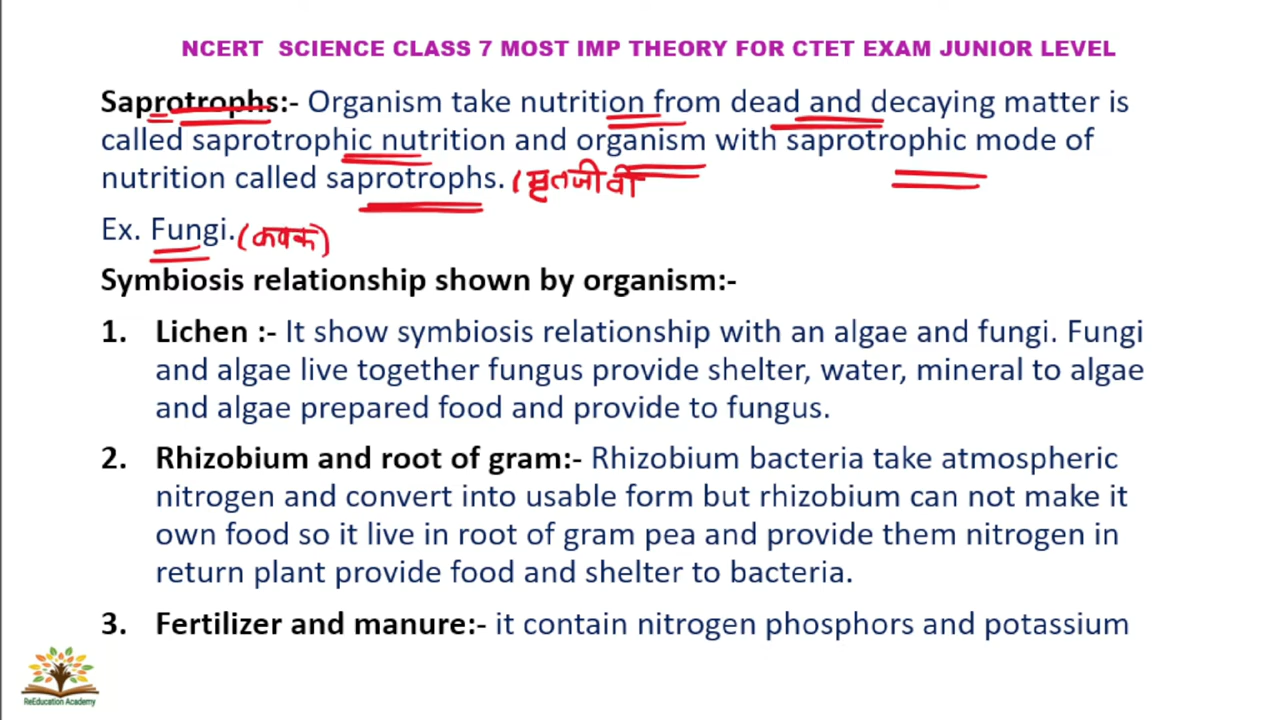 NCERT SCIENCE CLASS 7 MOST IMP THEORY FOR CTET EXAM JUNIOR LEVEL
Saprotrophs:- Organism take nutrition from dead and decaying matter is
called saprotrophic nutrition and organism with saprotrophic mode of
nutrition called saprotrophs. (मृतजीवी
Ex. Fungi. (कवक)
Symbiosis relationship shown by organism:-
1. Lichen :- It show symbiosis relationship with an algae and fungi. Fungi
and algae live together fungus provide shelter, water, mineral to algae
and algae prepared food and provide to fungus.
2. Rhizobium and root of gram:- Rhizobium bacteria take atmospheric
nitrogen and convert into usable form but rhizobium can not make it
own food so it live in root of gram pea and provide them nitrogen in
return plant provide food and shelter to bacteria.
3. Fertilizer and manure:- it contain nitrogen phosphors and potassium
ReEducation Academy